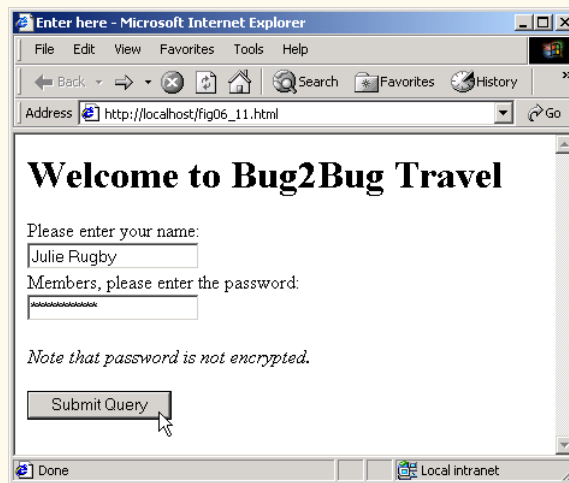 Enter here - Microsoft Internet Explorer
File Edit View Favorites Tools Help
Back Search Favorites History »
Address http://localhost/fig06_11.html Go
Welcome to Bug2Bug Travel
Please enter your name:
Julie Rugby
Members, please enter the password:
***********
Note that password is not encrypted.
Submit Query
Done Local intranet